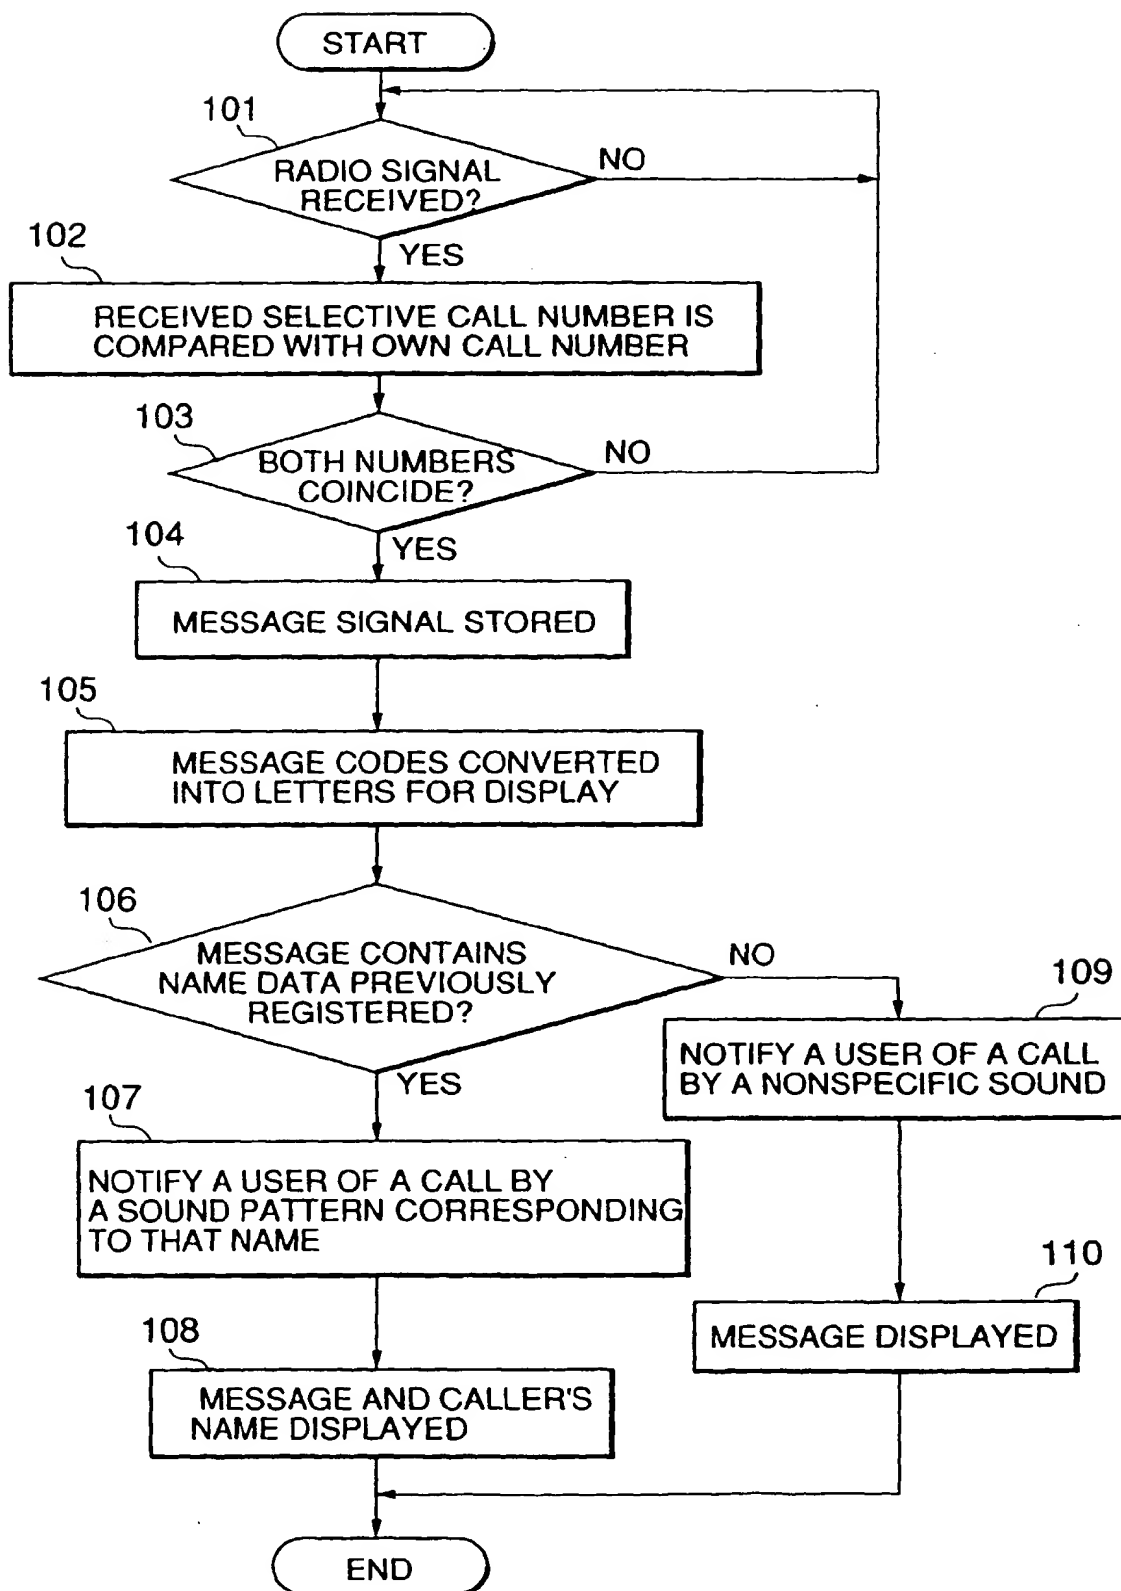 START
101
RADIO SIGNAL
RECEIVED?
NO
YES
102
RECEIVED SELECTIVE CALL NUMBER IS
COMPARED WITH OWN CALL NUMBER
103
BOTH NUMBERS
COINCIDE?
NO
YES
104
MESSAGE SIGNAL STORED
105
MESSAGE CODES CONVERTED
INTO LETTERS FOR DISPLAY
106
MESSAGE CONTAINS
NAME DATA PREVIOUSLY
REGISTERED?
NO
YES
109
NOTIFY A USER OF A CALL
BY A NONSPECIFIC SOUND
107
NOTIFY A USER OF A CALL BY
A SOUND PATTERN CORRESPONDING
TO THAT NAME
110
MESSAGE DISPLAYED
108
MESSAGE AND CALLER'S
NAME DISPLAYED
END